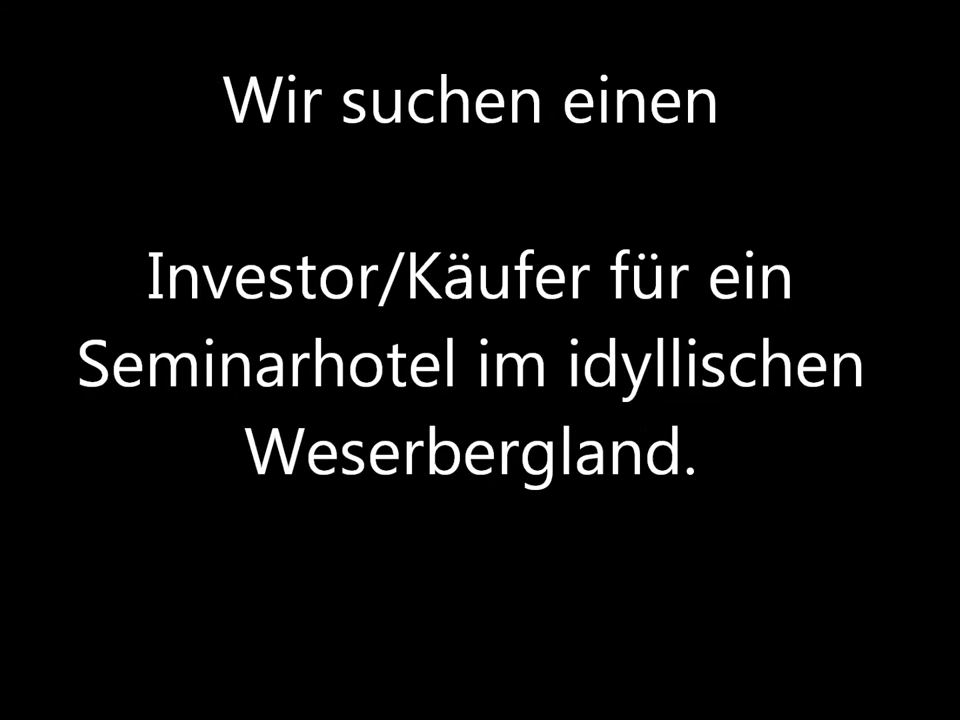 Wir suchen einen
Investor/Käufer für ein
Seminarhotel im idyllischen
Weserbergland.